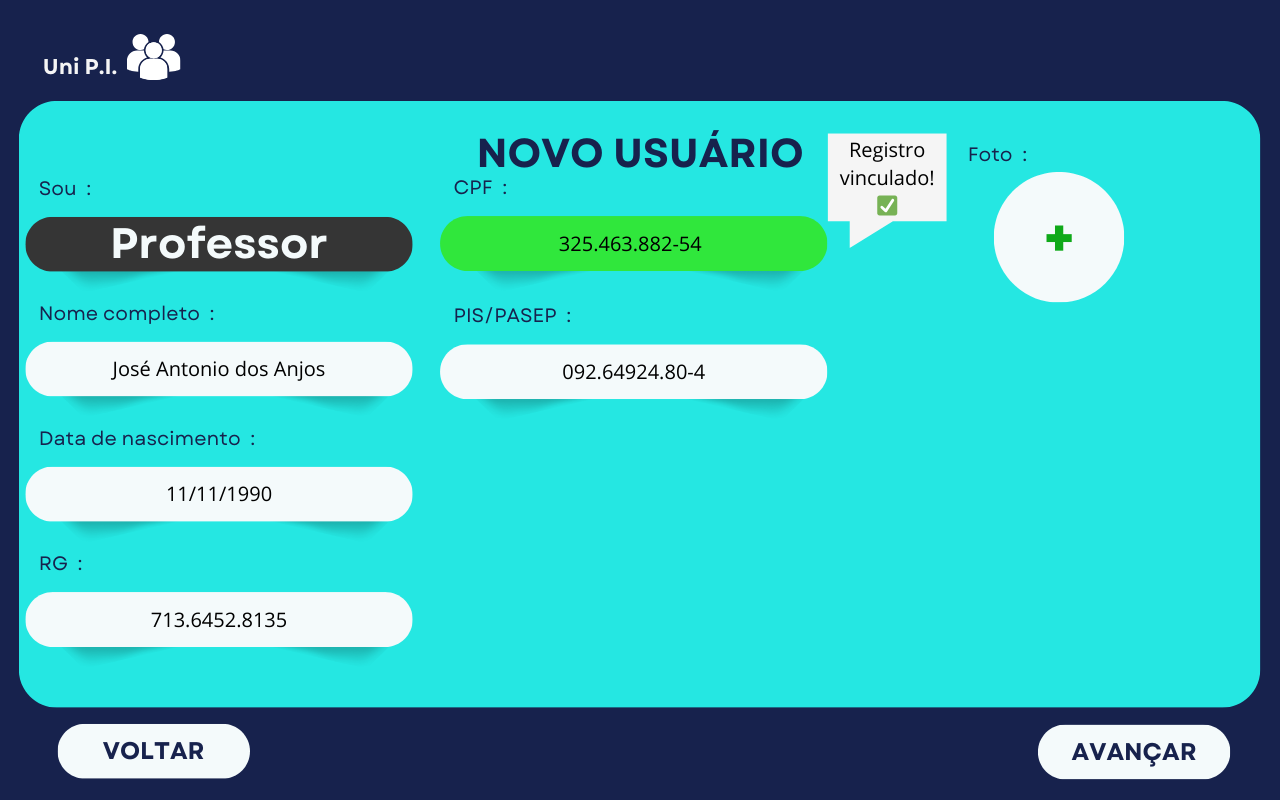 Uni P.I.
NOVO USUÁRIO
Sou :
Professor
Nome completo :
José Antonio dos Anjos
Data de nascimento :
11/11/1990
RG :
713.6452.8135
CPF :
325.463.882-54
PIS/PASEP :
092.64924.80-4
Registro
vinculado!
✅
Foto :
VOLTAR
AVANÇAR